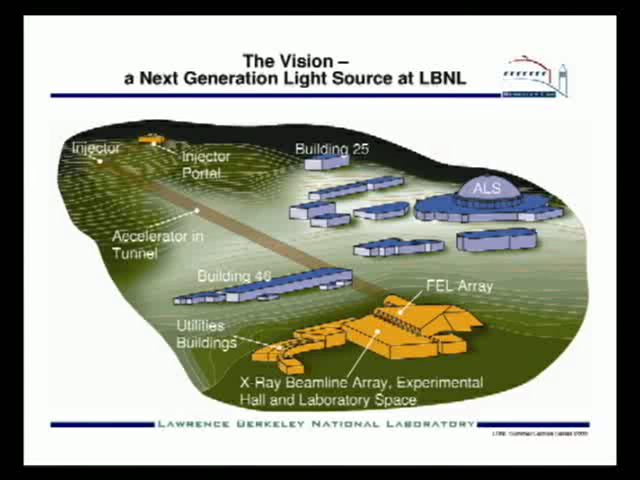 The Vision –
a Next Generation Light Source at LBNL
Injector
Injector
Portal
Building 25
ALS
Accelerator in
Tunnel
Building 46
FEL Array
Utilities
Buildings
X-Ray Beamline Array, Experimental
Hall and Laboratory Space
LAWRENCE BERKELEY NATIONAL LABORATORY